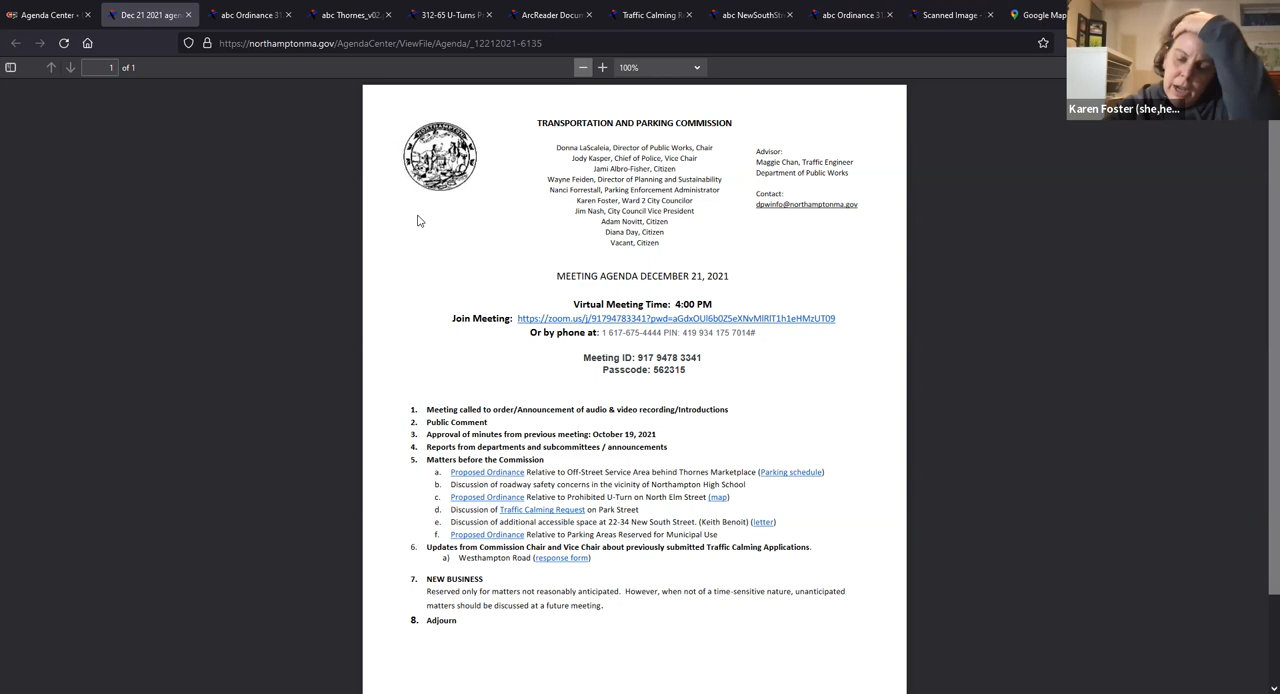 Agenda Center -
Dec 21 2021 agen
abc Ordinance 31
abc Thornes_v02.
312-65 U-Turns P
ArcReader Docum
Traffic Calming R
abc NewSouthStr
abc Ordinance 31
Scanned Image -
Google Map
https://northamptonma.gov/AgendaCenter/ViewFile/Agenda/_12212021-6135
1 of 1
100%
Karen Foster (she,he...
NORTHAMPTON
TRANSPORTATION AND PARKING COMMISSION
Donna LaScaleia, Director of Public Works, Chair
Jody Kasper, Chief of Police, Vice Chair
Jami Albro-Fisher, Citizen
Wayne Feiden, Director of Planning and Sustainability
Nanci Forrestall, Parking Enforcement Administrator
Karen Foster, Ward 2 City Councilor
Jim Nash, City Council Vice President
Adam Novitt, Citizen
Diana Day, Citizen
Vacant, Citizen
Advisor:
Maggie Chan, Traffic Engineer
Department of Public Works
Contact:
dpwinfo@northamptonma.gov
MEETING AGENDA DECEMBER 21, 2021
Virtual Meeting Time: 4:00 PM
Join Meeting: https://zoom.us/j/91794783341?pwd=aGdxOUl6b0Z5eXNvMlRlT1h1eHMzUT09
Or by phone at: 1 617-675-4444 PIN: 419 934 175 7014#
Meeting ID: 917 9478 3341
Passcode: 562315
1. Meeting called to order/Announcement of audio & video recording/Introductions
2. Public Comment
3. Approval of minutes from previous meeting: October 19, 2021
4. Reports from departments and subcommittees / announcements
5. Matters before the Commission
a. Proposed Ordinance Relative to Off-Street Service Area behind Thornes Marketplace (Parking schedule)
b. Discussion of roadway safety concerns in the vicinity of Northampton High School
c. Proposed Ordinance Relative to Prohibited U-Turn on North Elm Street (map)
d. Discussion of Traffic Calming Request on Park Street
e. Discussion of additional accessible space at 22-34 New South Street. (Keith Benoit) (letter)
f. Proposed Ordinance Relative to Parking Areas Reserved for Municipal Use
6. Updates from Commission Chair and Vice Chair about previously submitted Traffic Calming Applications.
a) Westhampton Road (response form)
7. NEW BUSINESS
Reserved only for matters not reasonably anticipated. However, when not of a time-sensitive nature, unanticipated
matters should be discussed at a future meeting.
8. Adjourn